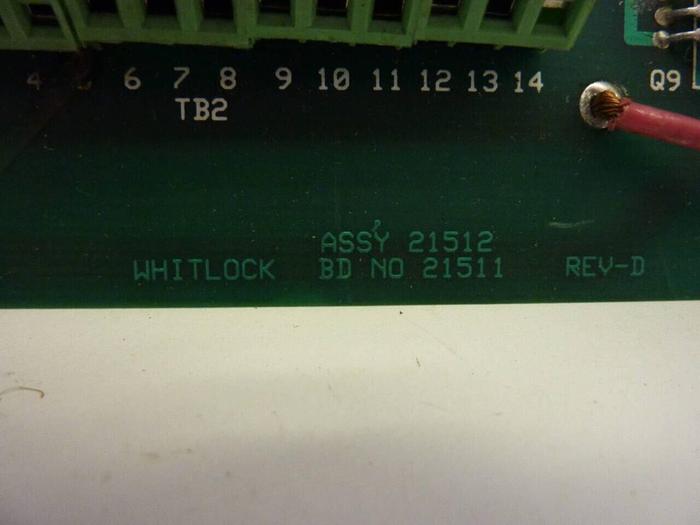 4 5 6 7 8 9 10 11 12 13 14 Q9
TB2
ASSY 21512
WHITLOCK BD NO 21511 REV-D